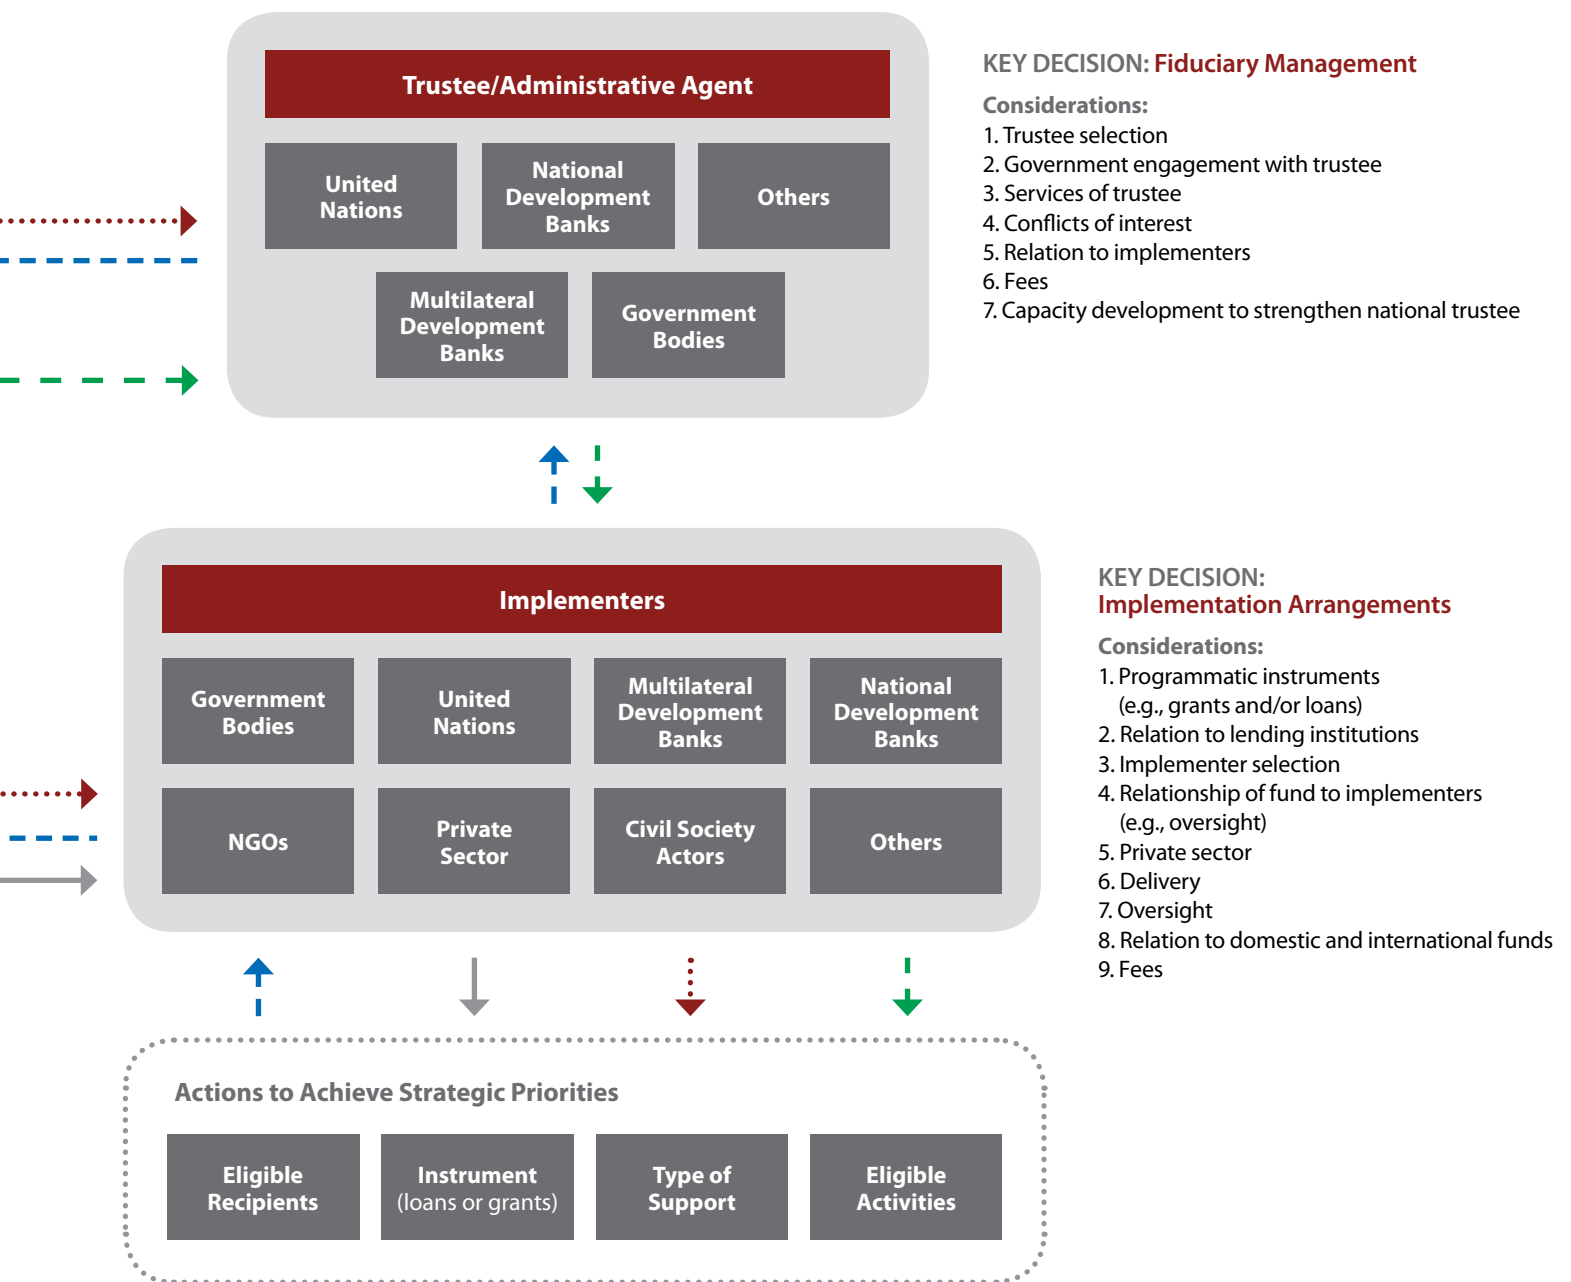 Trustee/Administrative Agent
United
Nations
National
Development
Banks
Others
Multilateral
Development
Banks
Government
Bodies
KEY DECISION: Fiduciary Management
Considerations:
1. Trustee selection
2. Government engagement with trustee
3. Services of trustee
4. Conflicts of interest
5. Relation to implementers
6. Fees
7. Capacity development to strengthen national trustee
Implementers
Government
Bodies
United
Nations
Multilateral
Development
Banks
National
Development
Banks
NGOs
Private
Sector
Civil Society
Actors
Others
KEY DECISION:
Implementation Arrangements
Considerations:
1. Programmatic instruments
(e.g., grants and/or loans)
2. Relation to lending institutions
3. Implementer selection
4. Relationship of fund to implementers
(e.g., oversight)
5. Private sector
6. Delivery
7. Oversight
8. Relation to domestic and international funds
9. Fees
Actions to Achieve Strategic Priorities
Eligible
Recipients
Instrument
(loans or grants)
Type of
Support
Eligible
Activities